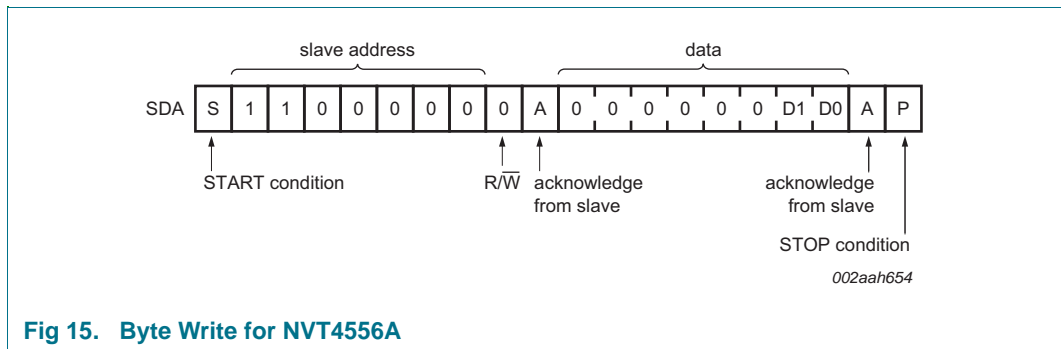 slave address data
SDA S 1 1 0 0 0 0 0 0 A 0 0 0 0 0 0 D1 D0 A P
START condition R/W̅ acknowledge from slave acknowledge from slave
STOP condition
002aah654
Fig 15. Byte Write for NVT4556A